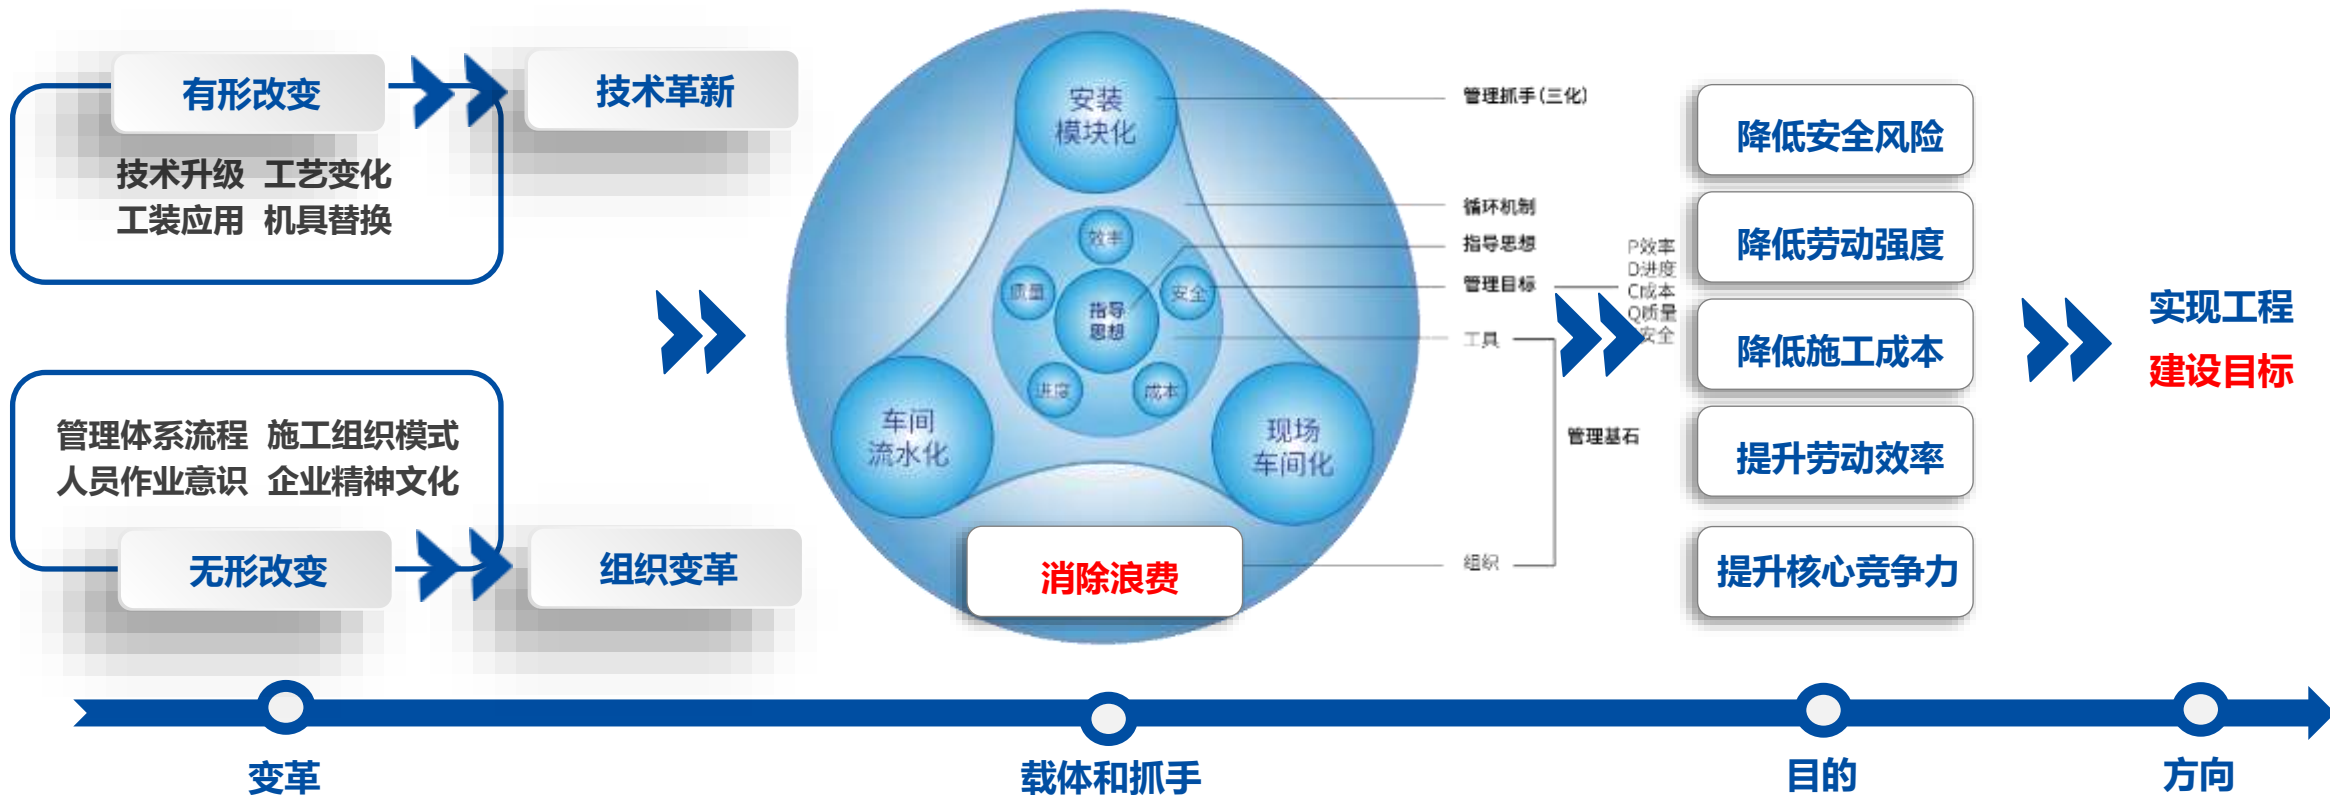 有形改变
技术革新
技术升级 工艺变化
工装应用 机具替换
管理体系流程 施工组织模式
人员作业意识 企业精神文化
无形改变
组织变革
安装
模块化
效率
质量
安全
指导
思想
进度
成本
车间
流水化
现场
车间化
消除浪费
管理抓手(三化)
循环机制
指导思想
管理目标
P效率
D进度
C成本
Q质量
安全
工具
管理基石
组织
降低安全风险
降低劳动强度
降低施工成本
提升劳动效率
提升核心竞争力
实现工程
建设目标
变革
载体和抓手
目的
方向